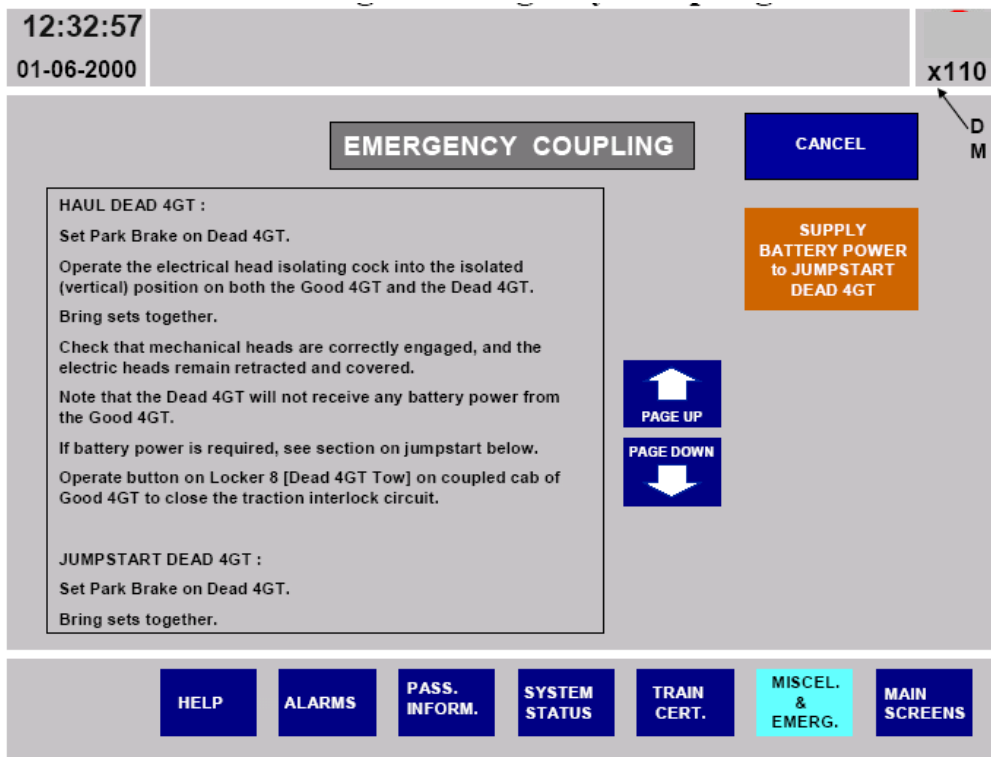 12:32:57
01-06-2000
x110
D
M
EMERGENCY COUPLING
CANCEL
HAUL DEAD 4GT :
Set Park Brake on Dead 4GT.
Operate the electrical head isolating cock into the isolated
(vertical) position on both the Good 4GT and the Dead 4GT.
Bring sets together.
Check that mechanical heads are correctly engaged, and the
electric heads remain retracted and covered.
Note that the Dead 4GT will not receive any battery power from
the Good 4GT.
If battery power is required, see section on jumpstart below.
Operate button on Locker 8 [Dead 4GT Tow] on coupled cab of
Good 4GT to close the traction interlock circuit.
JUMPSTART DEAD 4GT :
Set Park Brake on Dead 4GT.
Bring sets together.
SUPPLY
BATTERY POWER
to JUMPSTART
DEAD 4GT
PAGE UP
PAGE DOWN
HELP
ALARMS
PASS.
INFORM.
SYSTEM
STATUS
TRAIN
CERT.
MISCEL.
&
EMERG.
MAIN
SCREENS